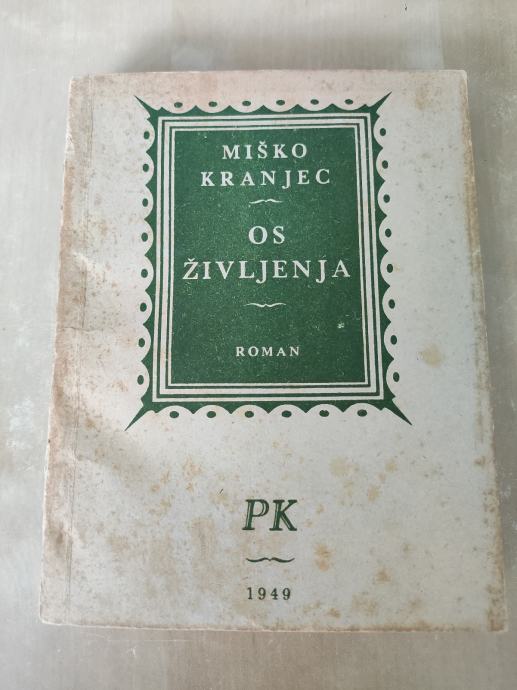 MIŠKO
KRANJEC
OS
ŽIVLJENJA
ROMAN
PK
1949